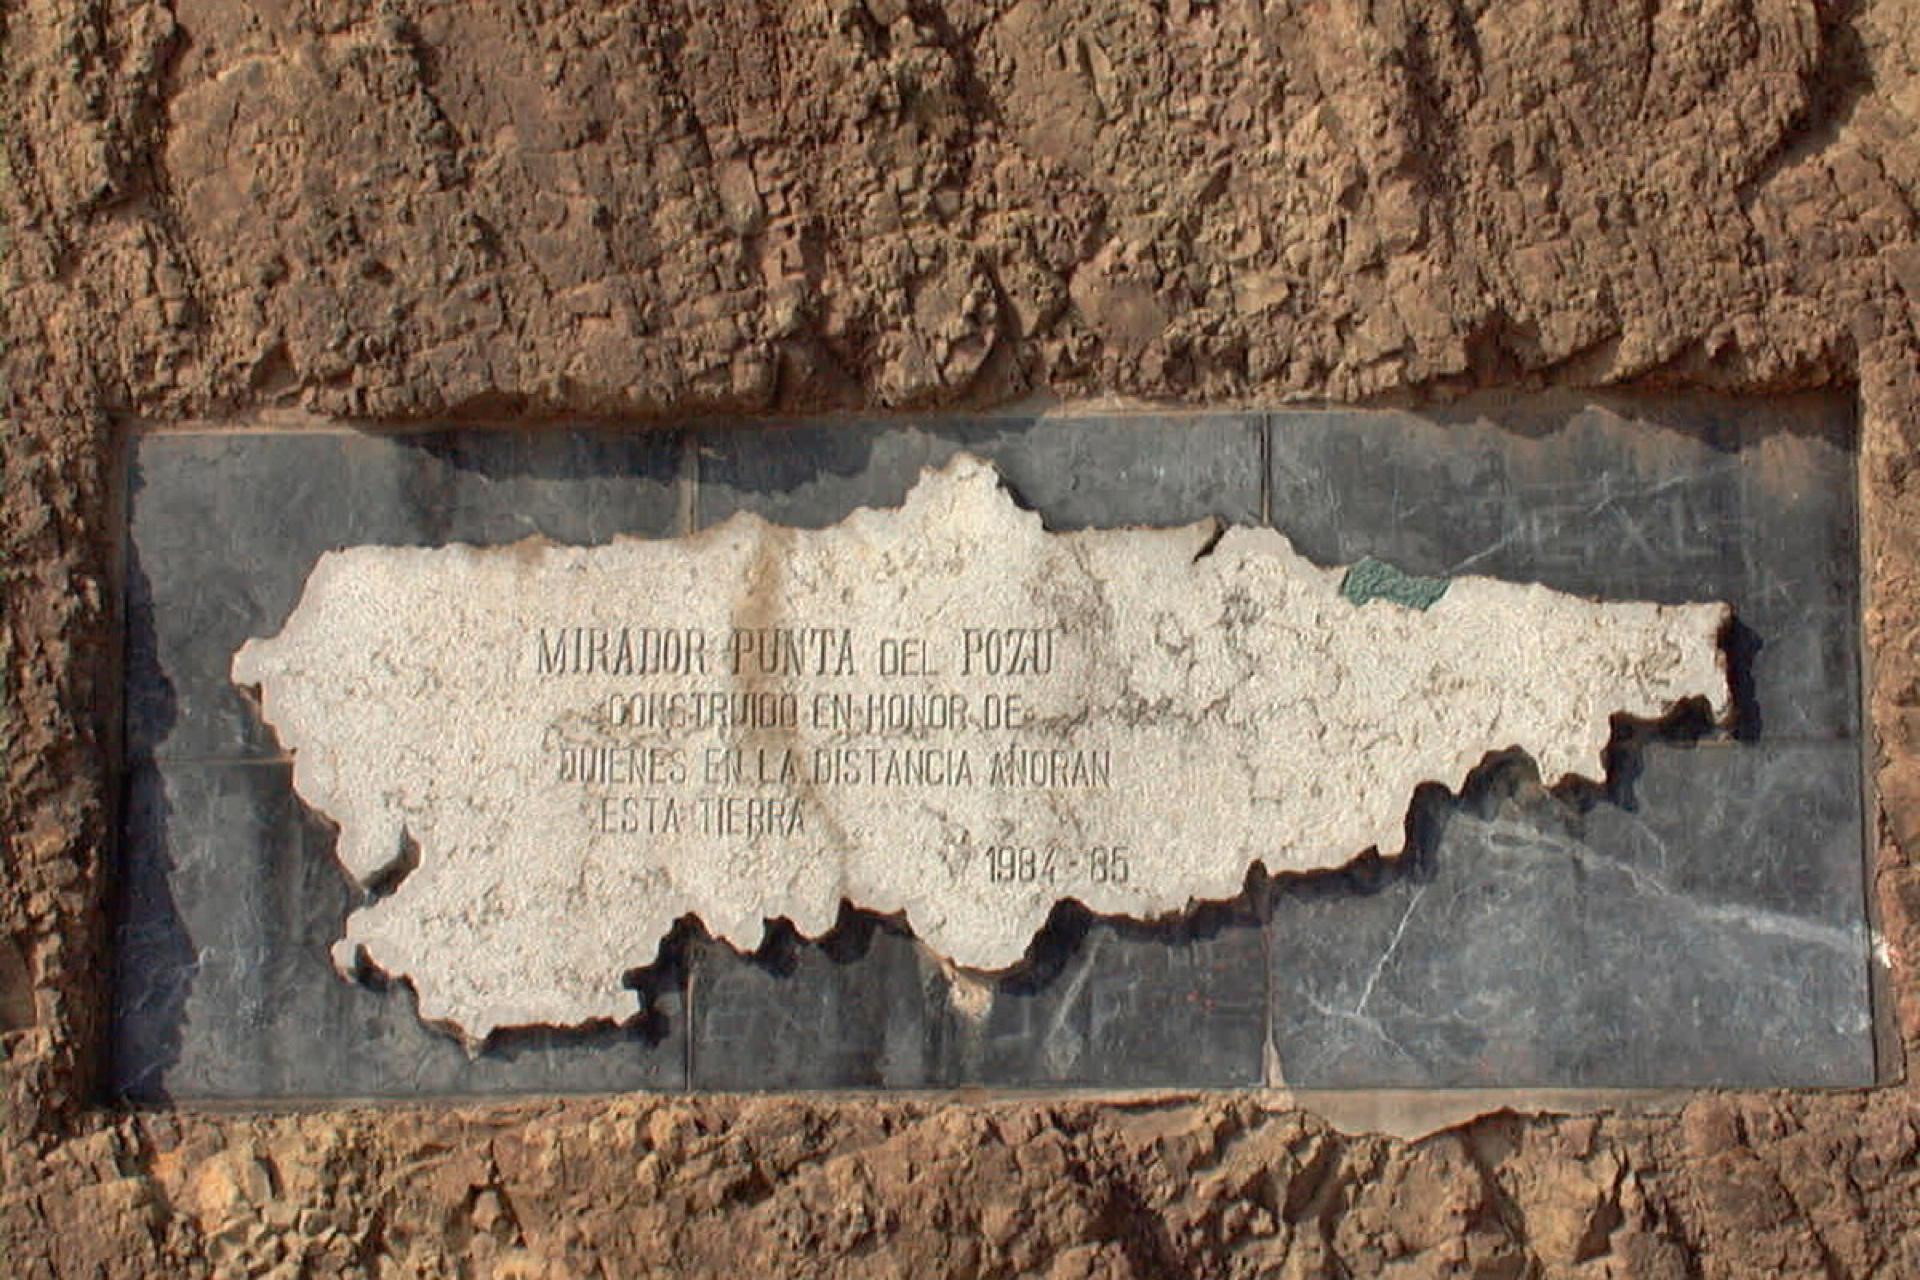 MIRADOR PUNTA DEL POZU
CONSTRUIDO EN HONOR DE
QUIENES EN LA DISTANCIA AÑORAN
ESTA TIERRA
1984-85